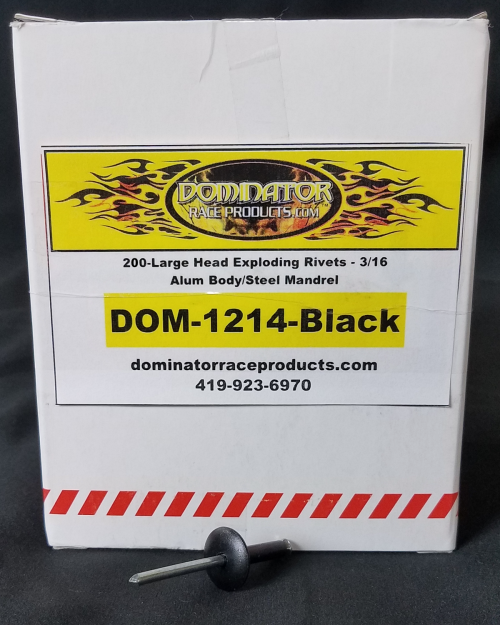 DOMINATOR
RACE PRODUCTS.COM
200-Large Head Exploding Rivets - 3/16
Alum Body/Steel Mandrel
DOM-1214-Black
dominatorraceproducts.com
419-923-6970